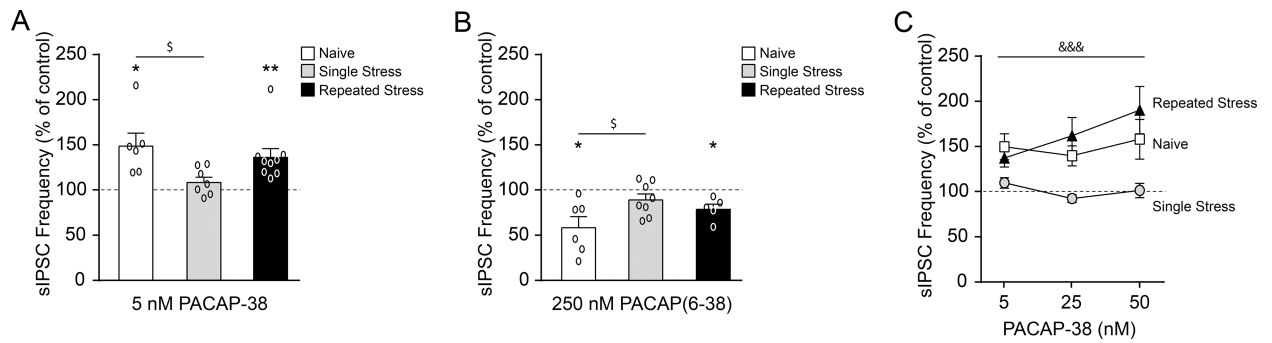 A
sIPSC Frequency (% of control)
250
200
150
100
50
0
$
*
**
Naive
Single Stress
Repeated Stress
5 nM PACAP-38
B
sIPSC Frequency (% of control)
250
200
150
100
50
0
$
*
*
Naive
Single Stress
Repeated Stress
250 nM PACAP(6-38)
C
sIPSC Frequency (% of control)
250
200
150
100
50
0
&&&
Repeated Stress
Naive
Single Stress
5 25 50
PACAP-38 (nM)